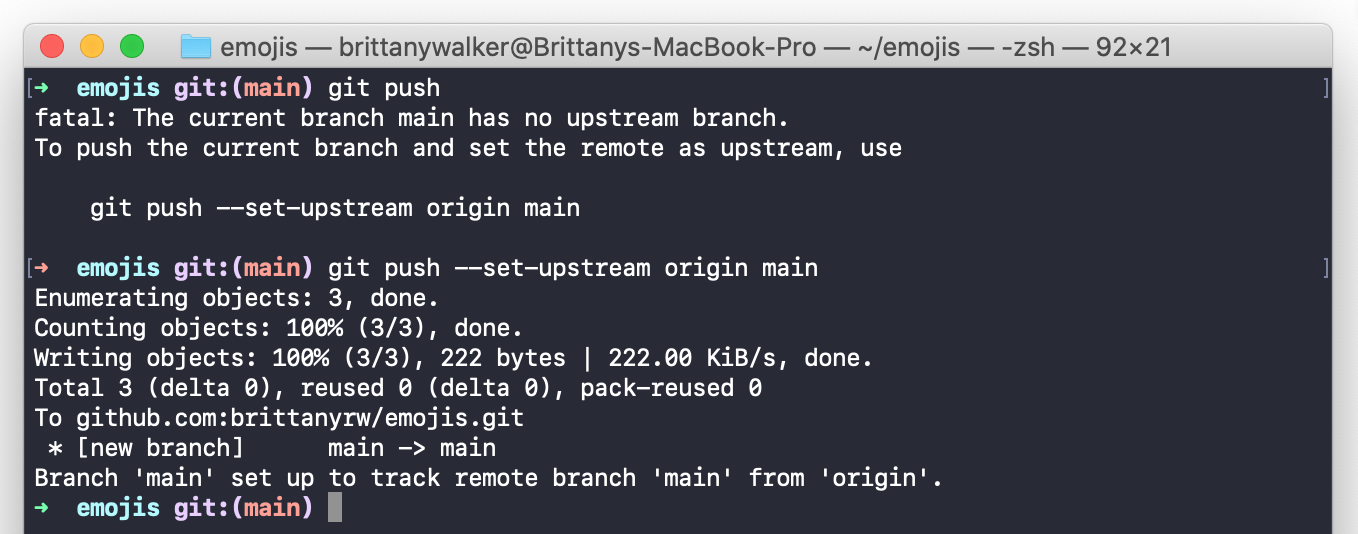 emojis — brittanywalker@Brittanys-MacBook-Pro — ~/emojis — -zsh — 92×21
[➜  emojis git:(main) git push ]
fatal: The current branch main has no upstream branch.
To push the current branch and set the remote as upstream, use
    git push --set-upstream origin main
[➜  emojis git:(main) git push --set-upstream origin main ]
Enumerating objects: 3, done.
Counting objects: 100% (3/3), done.
Writing objects: 100% (3/3), 222 bytes | 222.00 KiB/s, done.
Total 3 (delta 0), reused 0 (delta 0), pack-reused 0
To github.com:brittanyrw/emojis.git
 * [new branch]      main -> main
Branch 'main' set up to track remote branch 'main' from 'origin'.
➜  emojis git:(main)